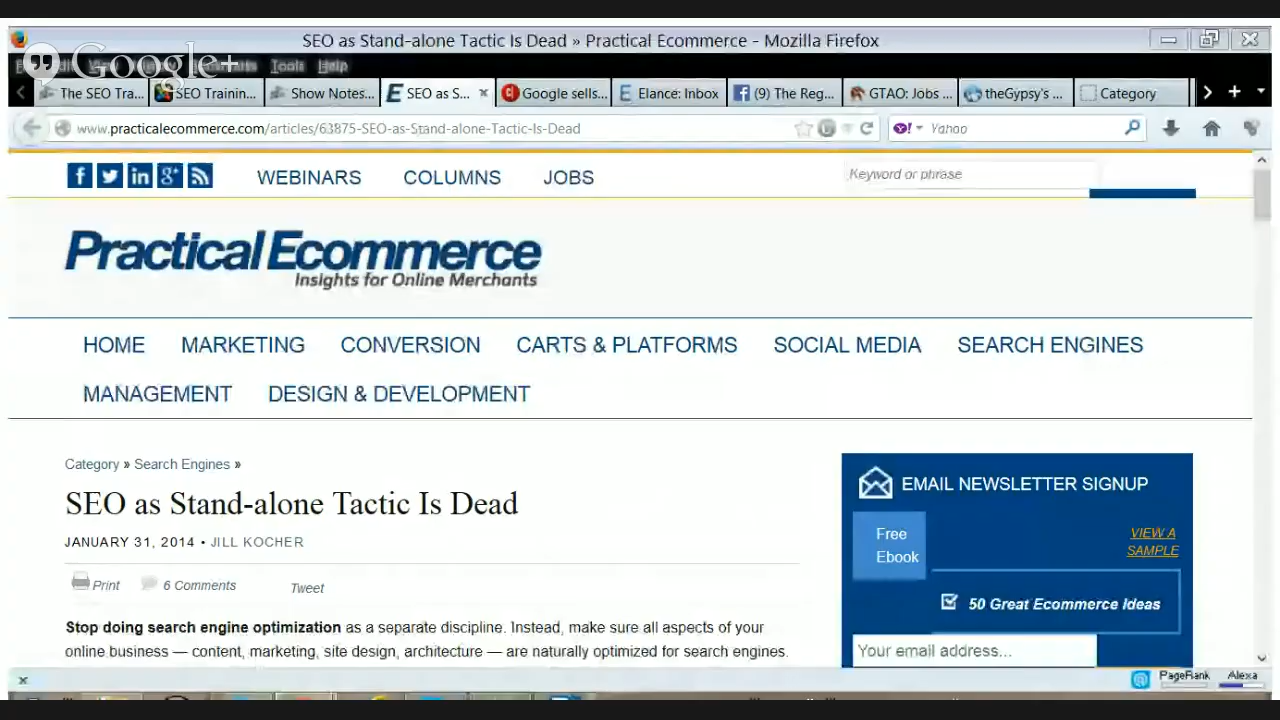 SEO as Stand-alone Tactic Is Dead » Practical Ecommerce - Mozilla Firefox
Google+
Tools Help
The SEO Tra...
SEO Trainin...
Show Notes...
SEO as S...
Google sells...
Elance: Inbox
(9) The Reg...
GTAO: Jobs ...
theGypsy's ...
Category
www.practicalecommerce.com/articles/63875-SEO-as-Stand-alone-Tactic-Is-Dead
Yahoo
WEBINARS COLUMNS JOBS
Keyword or phrase
Practical Ecommerce
Insights for Online Merchants
HOME MARKETING CONVERSION CARTS & PLATFORMS SOCIAL MEDIA SEARCH ENGINES
MANAGEMENT DESIGN & DEVELOPMENT
Category » Search Engines »
SEO as Stand-alone Tactic Is Dead
JANUARY 31, 2014 • JILL KOCHER
Print 6 Comments Tweet
Stop doing search engine optimization as a separate discipline. Instead, make sure all aspects of your
online business — content, marketing, site design, architecture — are naturally optimized for search engines.
EMAIL NEWSLETTER SIGNUP
Free
Ebook
VIEW A
SAMPLE
50 Great Ecommerce Ideas
Your email address...
PageRank Alexa